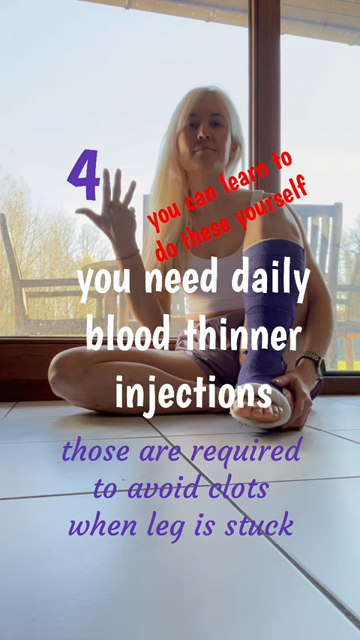 4
you can learn to
do these yourself
you need daily
blood thinner
injections
those are required
to avoid clots
when leg is stuck